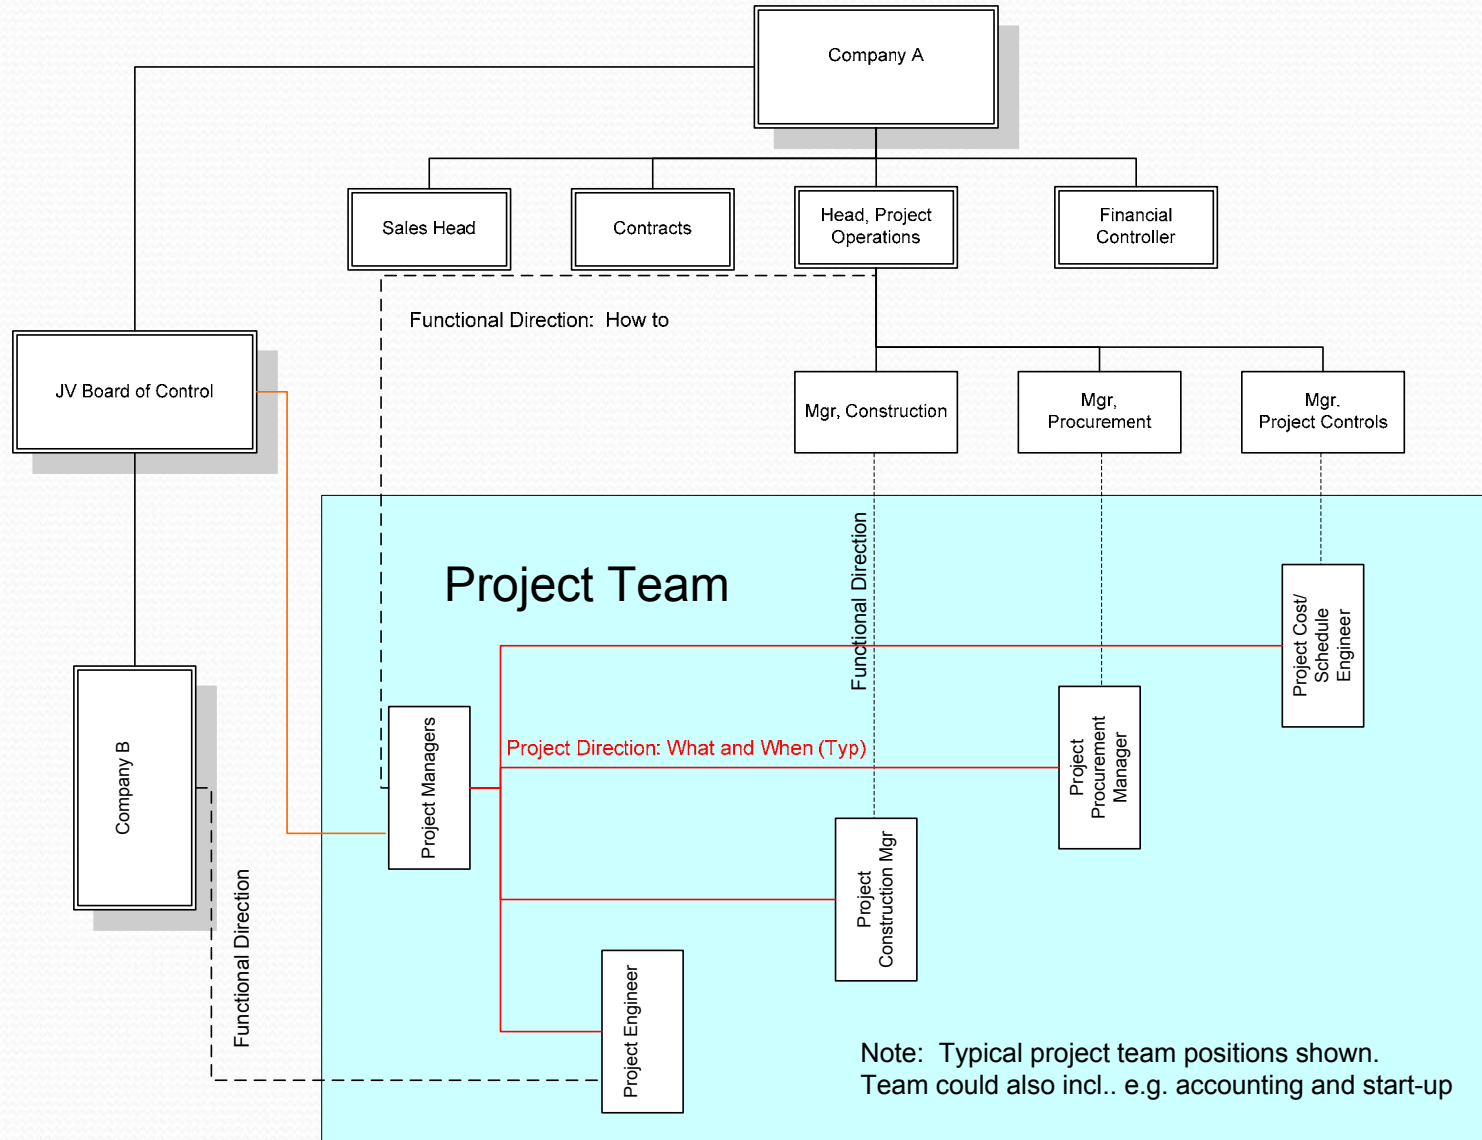 Company A
Sales Head
Contracts
Head, Project
Operations
Financial
Controller
Functional Direction:  How to
JV Board of Control
Mgr, Construction
Mgr,
Procurement
Mgr.
Project Controls
Project Team
Functional Direction
Project Cost/
Schedule
Engineer
Project Managers
Project Direction: What and When (Typ)
Project
Procurement
Manager
Company B
Project
Construction Mgr
Functional Direction
Project Engineer
Note:  Typical project team positions shown.
Team could also incl.. e.g. accounting and start-up